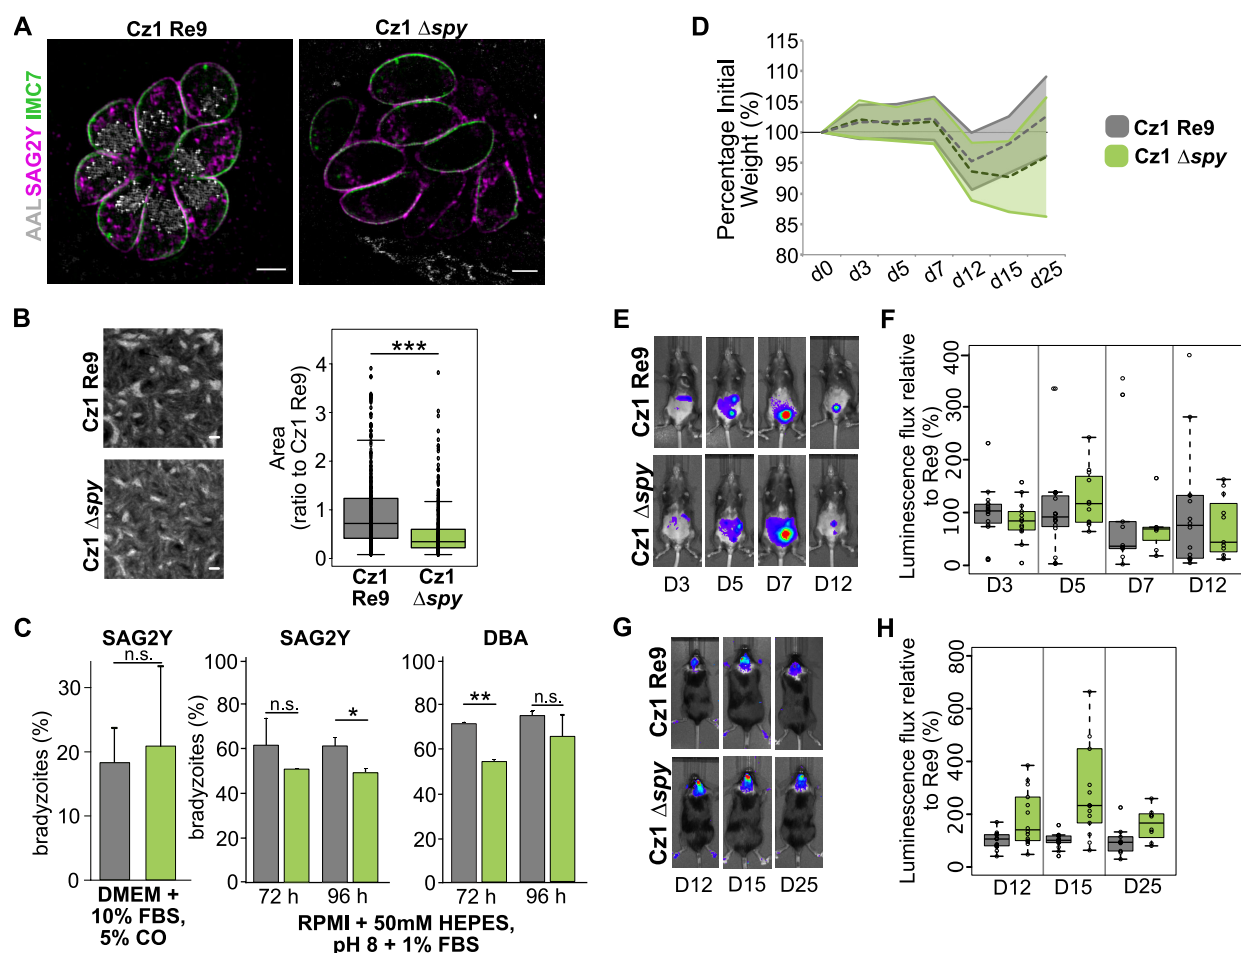 A
Cz1 Re9
Cz1 Δspy
AAL SAG2Y IMC7
B
Cz1 Re9
Cz1 Δspy
Area
(ratio to Cz1 Re9)
4
3
2
1
0
***
Cz1
Re9
Cz1
Δspy
C
SAG2Y
bradyzoites (%)
30
20
10
0
n.s.
DMEM +
10% FBS,
5% CO
SAG2Y
bradyzoites (%)
100
80
60
40
20
0
n.s.
*
72 h
96 h
DBA
100
80
60
40
20
0
**
n.s.
72 h
96 h
RPMI + 50mM HEPES,
pH 8 + 1% FBS
D
Percentage Initial
Weight (%)
115
110
105
100
95
90
85
80
d0
d3
d5
d7
d12
d15
d25
Cz1 Re9
Cz1 Δspy
E
Cz1 Re9
Cz1 Δspy
D3
D5
D7
D12
F
Luminescence flux relative
to Re9 (%)
400
300
200
100
0
D3
D5
D7
D12
G
Cz1 Re9
Cz1 Δspy
D12
D15
D25
H
Luminescence flux relative
to Re9 (%)
800
600
400
200
0
D12
D15
D25